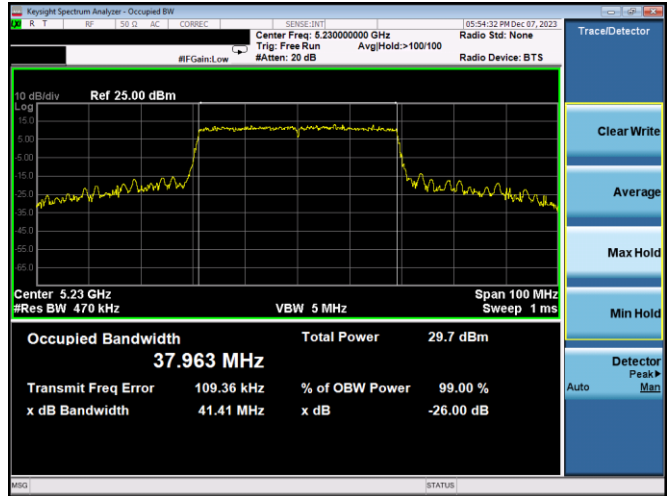 Keysight Spectrum Analyzer - Occupied BW
LXI R T RF 50 Ω AC CORREC SENSE:INT 05:54:32 PM Dec 07, 2023
Center Freq: 5.230000000 GHz Radio Std: None
Trig: Free Run Avg|Hold:>100/100
#IFGain:Low #Atten: 20 dB Radio Device: BTS
10 dB/div Ref 25.00 dBm
Log
15.0
5.00
-5.00
-15.0
-25.0
-35.0
-45.0
-55.0
-65.0
Center 5.23 GHz Span 100 MHz
#Res BW 470 kHz VBW 5 MHz Sweep 1 ms
Occupied Bandwidth Total Power 29.7 dBm
37.963 MHz
Transmit Freq Error 109.36 kHz % of OBW Power 99.00 %
x dB Bandwidth 41.41 MHz x dB -26.00 dB
MSG STATUS
Trace/Detector
Clear Write
Average
Max Hold
Min Hold
Detector
Peak▶
Auto Man